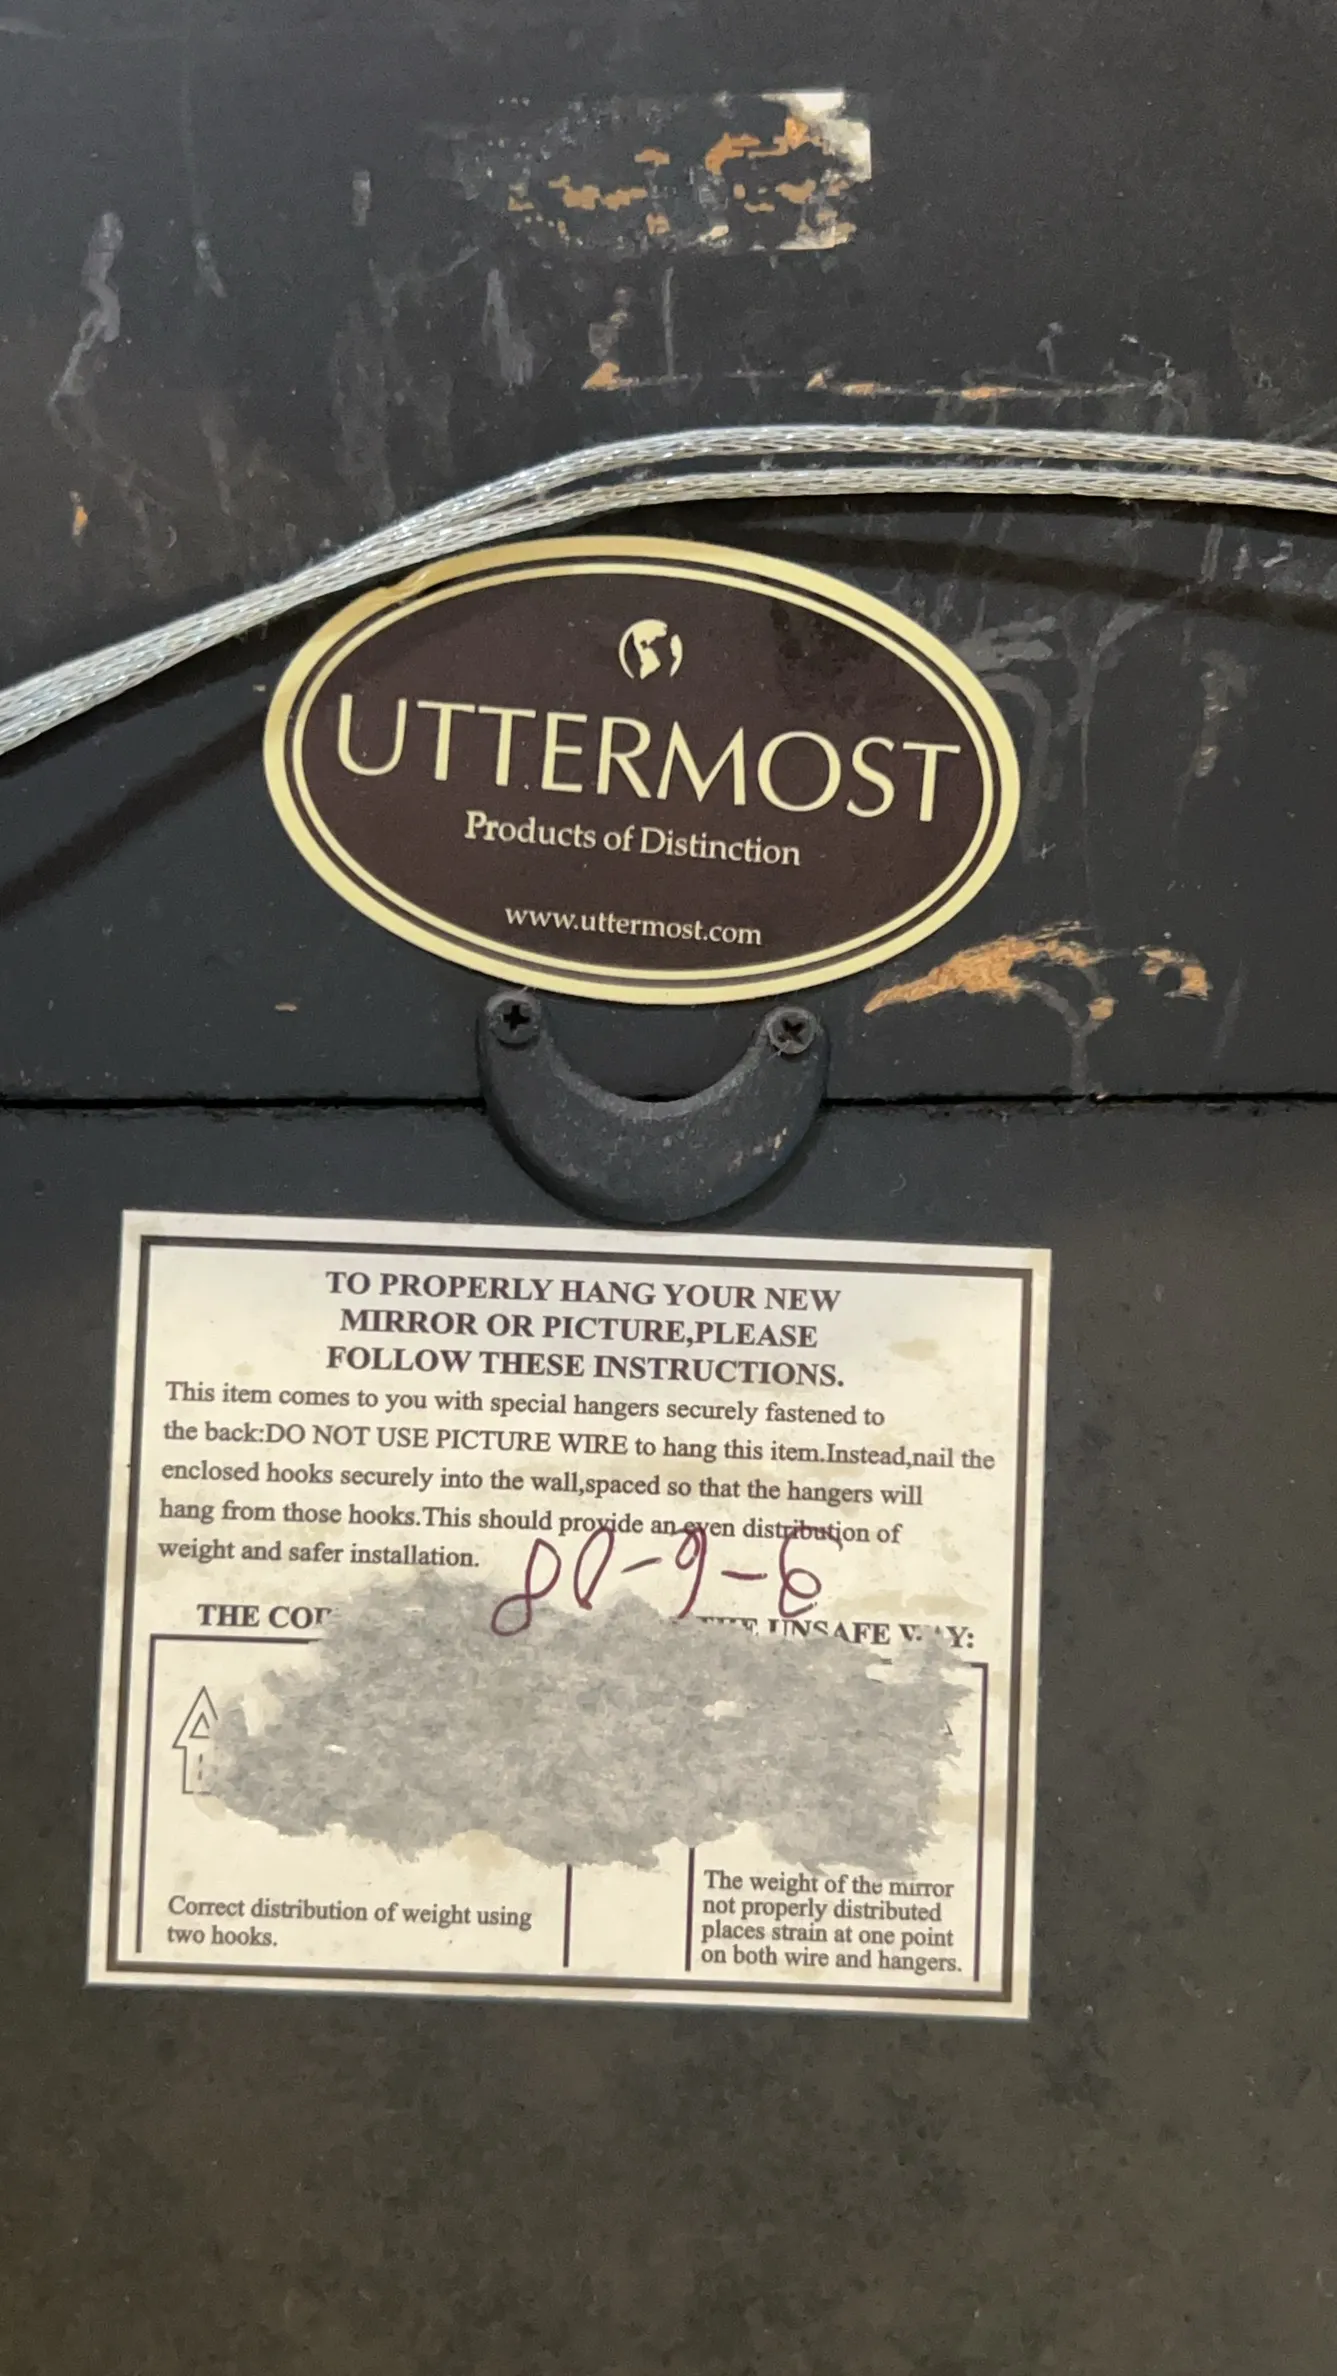 UTTERMOST
Products of Distinction
www.uttermost.com
TO PROPERLY HANG YOUR NEW
MIRROR OR PICTURE,PLEASE
FOLLOW THESE INSTRUCTIONS.
This item comes to you with special hangers securely fastened to
the back:DO NOT USE PICTURE WIRE to hang this item.Instead,nail the
enclosed hooks securely into the wall,spaced so that the hangers will
hang from those hooks.This should provide an even distribution of
weight and safer installation.
80-9-6
THE UNSAFE WAY:
Correct distribution of weight using
two hooks.
The weight of the mirror
not properly distributed
places strain at one point
on both wire and hangers.